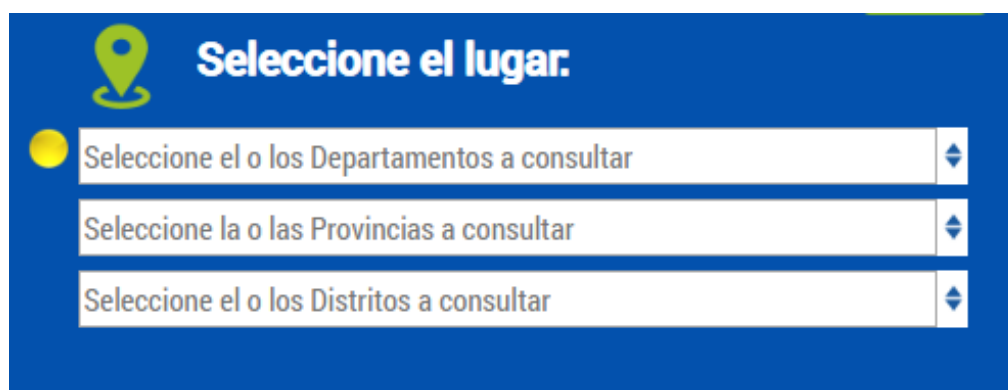 Seleccione el lugar:
Seleccione el o los Departamentos a consultar
Seleccione la o las Provincias a consultar
Seleccione el o los Distritos a consultar